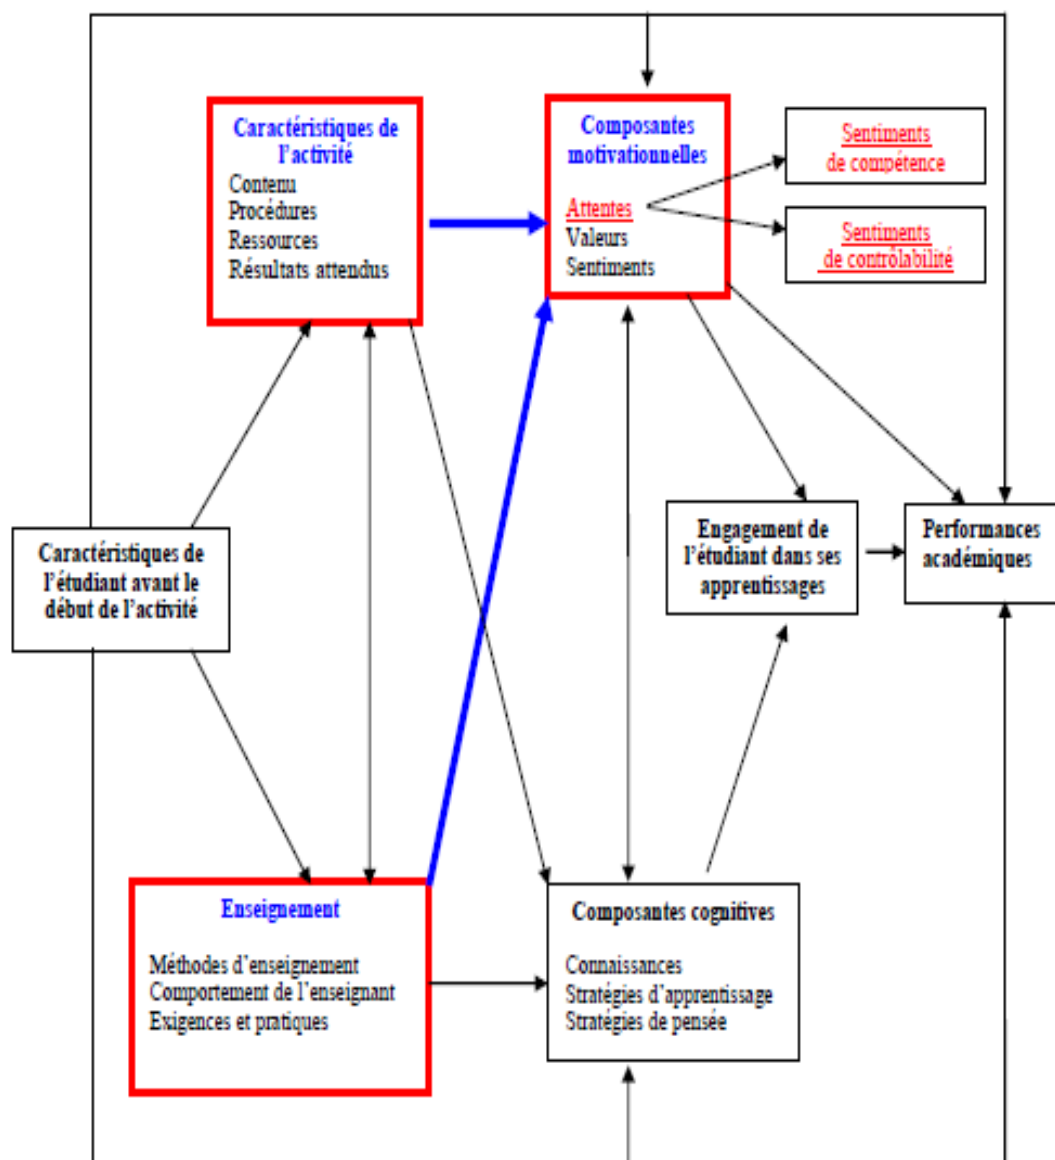 Caractéristiques de
l'activité
Contenu
Procédures
Ressources
Résultats attendus
Composantes
motivationnelles
Attentes
Valeurs
Sentiments
Sentiments
de compétence
Sentiments
de contrôlabilité
Caractéristiques de
l'étudiant avant le
début de l'activité
Engagement de
l'étudiant dans ses
apprentissages
Performances
académiques
Enseignement
Méthodes d'enseignement
Comportement de l'enseignant
Exigences et pratiques
Composantes cognitives
Connaissances
Stratégies d'apprentissage
Stratégies de pensée